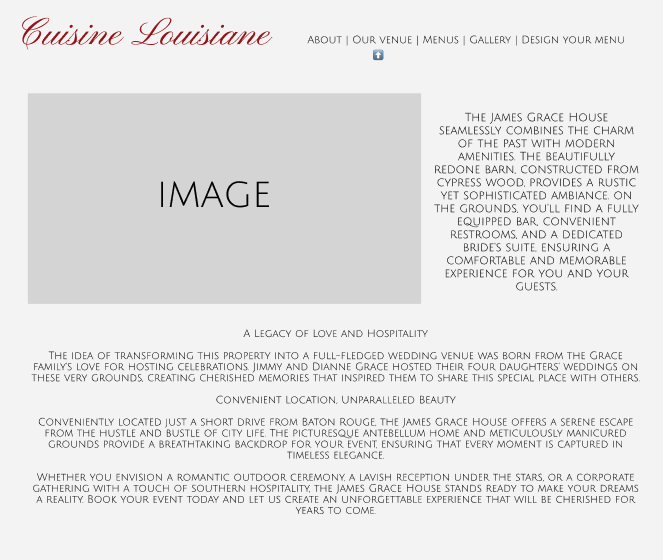 Cuisine Louisiane
About | Our venue | Menus | Gallery | Design your menu
IMAGE
The James Grace House
seamlessly combines the charm
of the past with modern
amenities. The beautifully
redone barn, constructed from
cypress wood, provides a rustic
yet sophisticated ambiance. On
the grounds, you'll find a fully
equipped bar, convenient
restrooms, and a dedicated
bride's suite, ensuring a
comfortable and memorable
experience for you and your
guests.
A Legacy of Love and Hospitality
The idea of transforming this property into a full-fledged wedding venue was born from the Grace
family's love for hosting celebrations. Jimmy and Dianne Grace hosted their four daughters' weddings on
these very grounds, creating cherished memories that inspired them to share this special place with others.
Convenient Location, Unparalleled Beauty
Conveniently located just a short drive from Baton Rouge, the James Grace House offers a serene escape
from the hustle and bustle of city life. The picturesque antebellum home and meticulously manicured
grounds provide a breathtaking backdrop for your event, ensuring that every moment is captured in
timeless elegance.
Whether you envision a romantic outdoor ceremony, a lavish reception under the stars, or a corporate
gathering with a touch of southern hospitality, the James Grace House stands ready to make your dreams
a reality. Book your event today and let us create an unforgettable experience that will be cherished for
years to come.